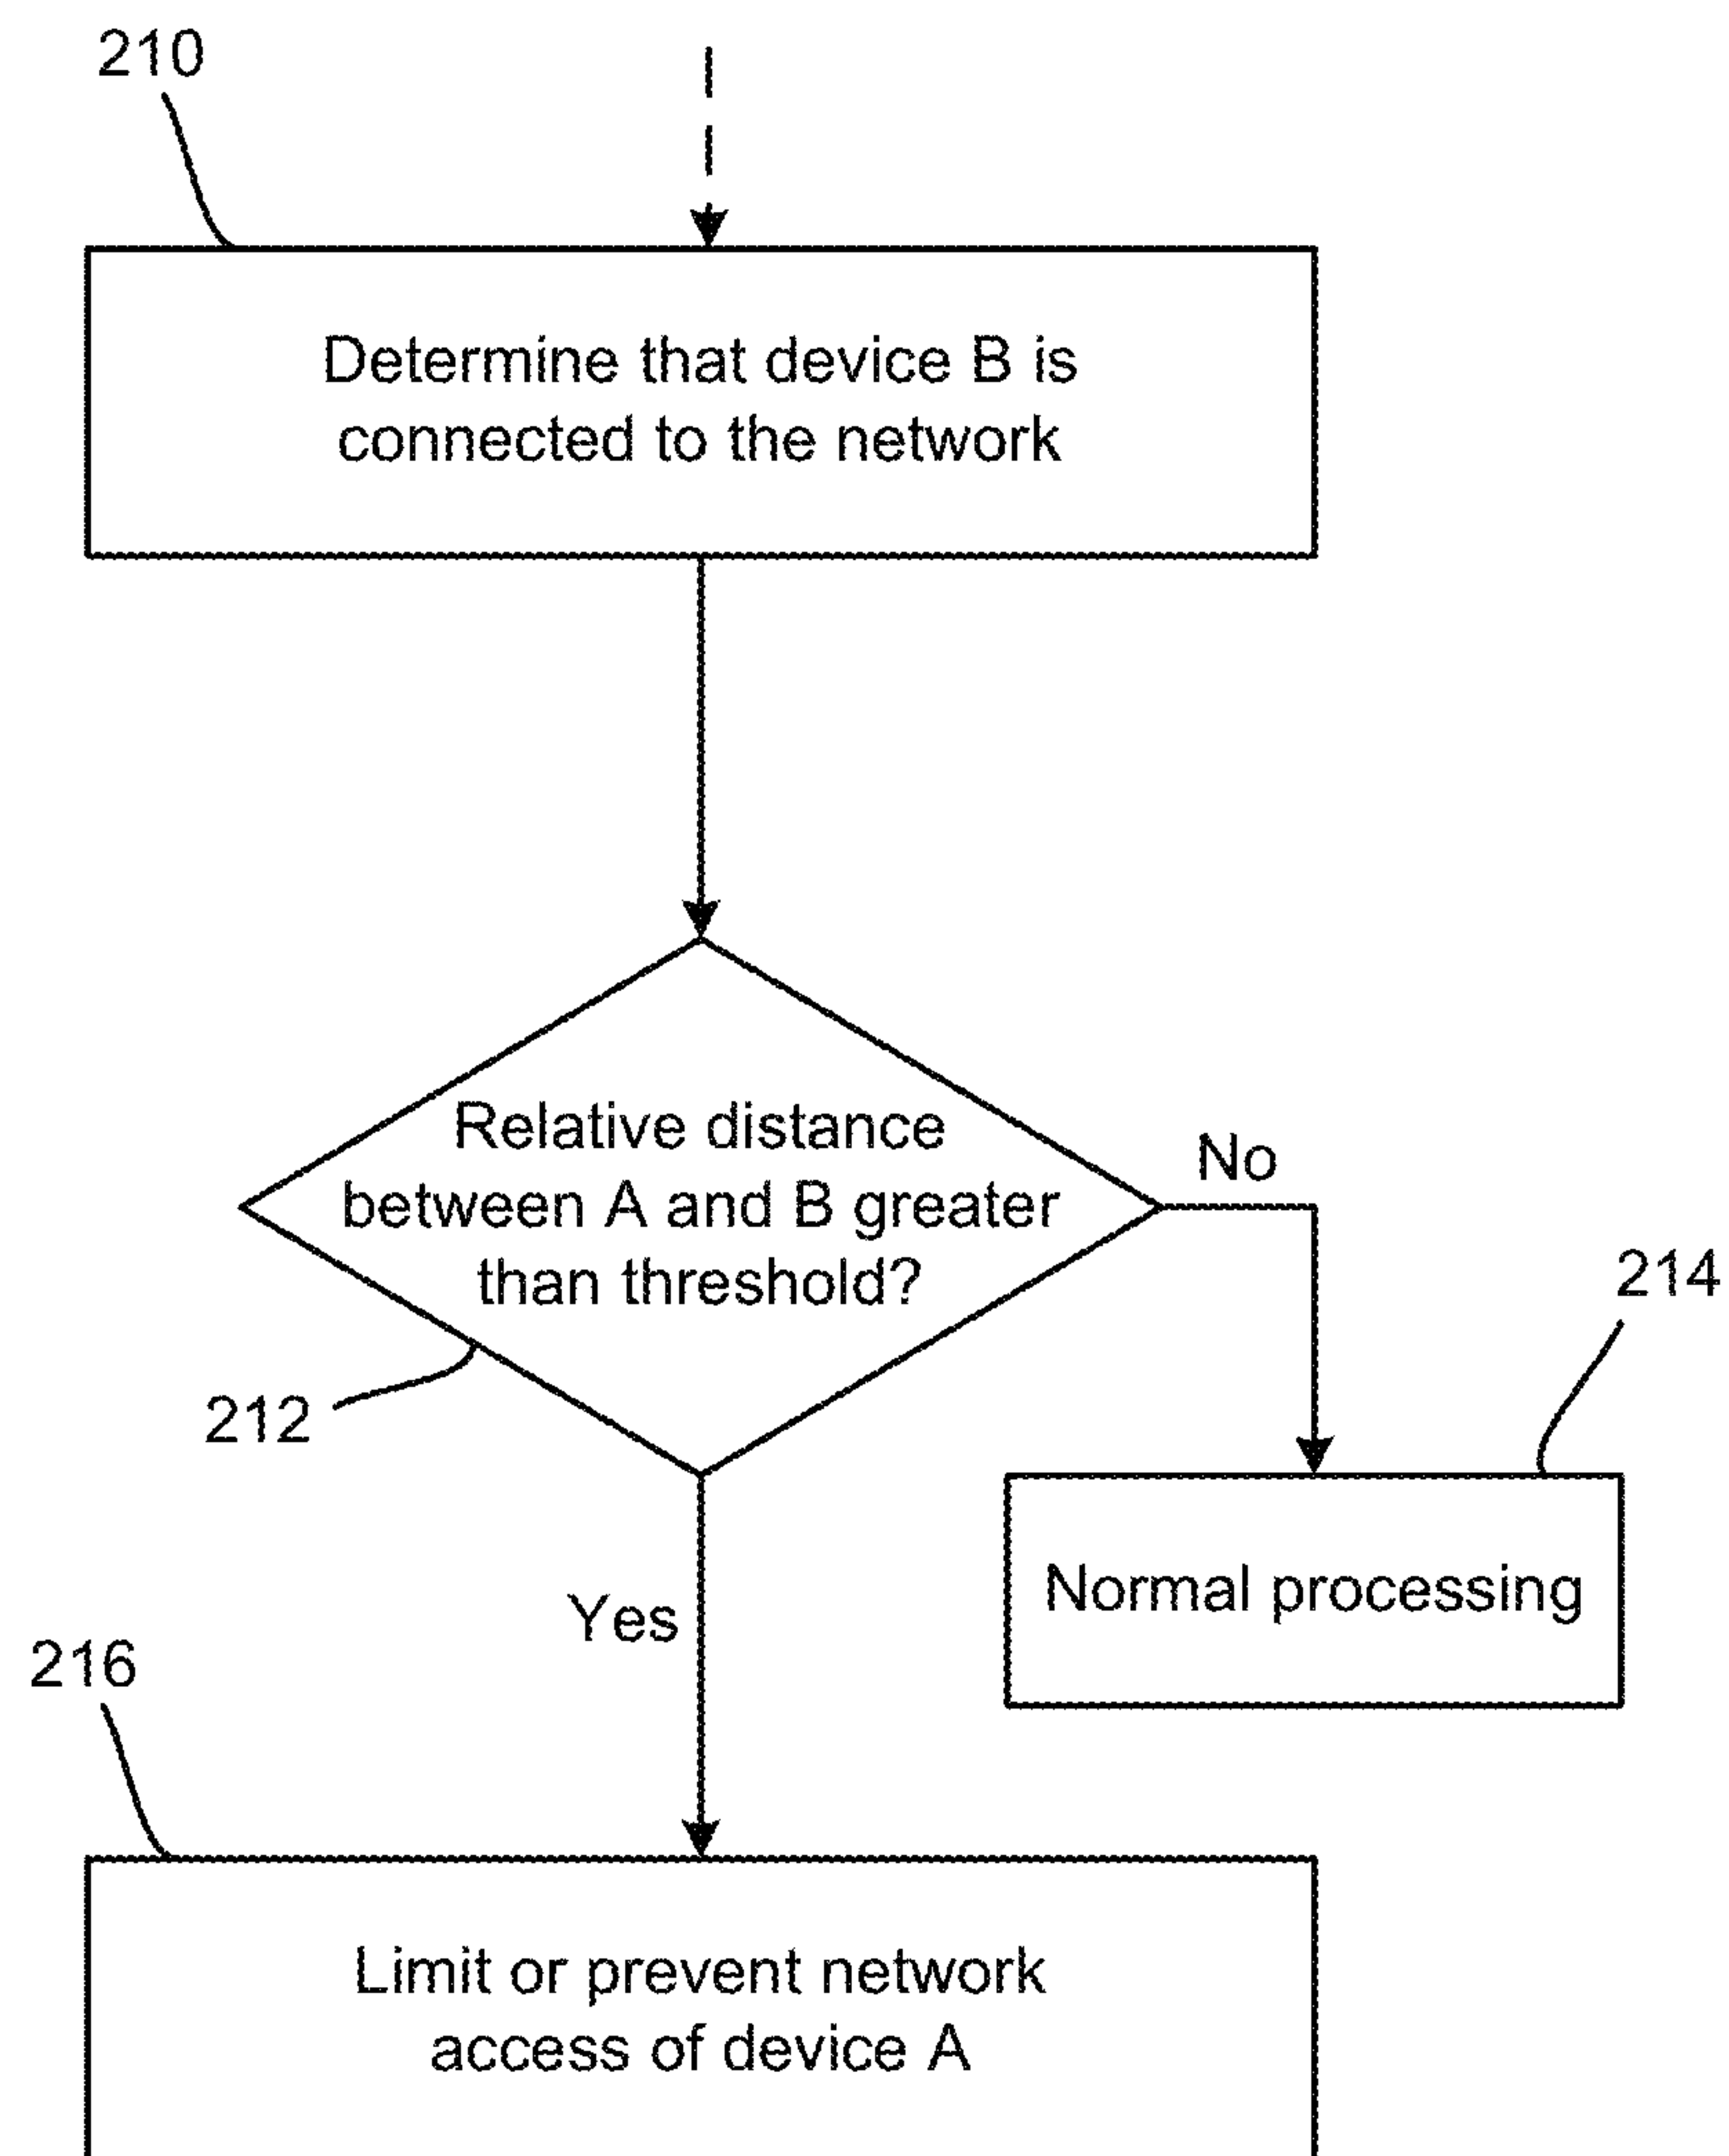 210
Determine that device B is
connected to the network
Relative distance
between A and B greater
than threshold?
No
212
214
Normal processing
Yes
216
Limit or prevent network
access of device A